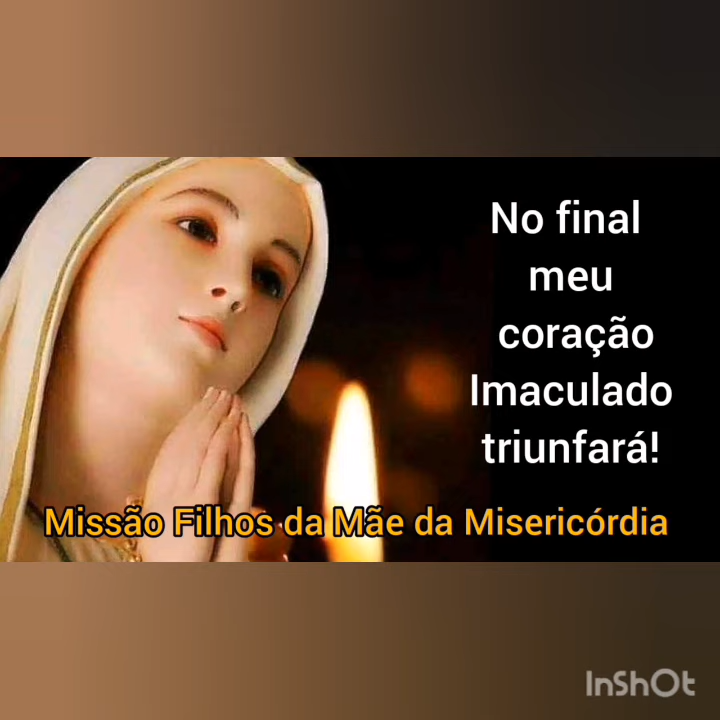 No final
meu
coração
Imaculado
triunfará!
Missão Filhos da Mãe da Misericórdia
InShOt